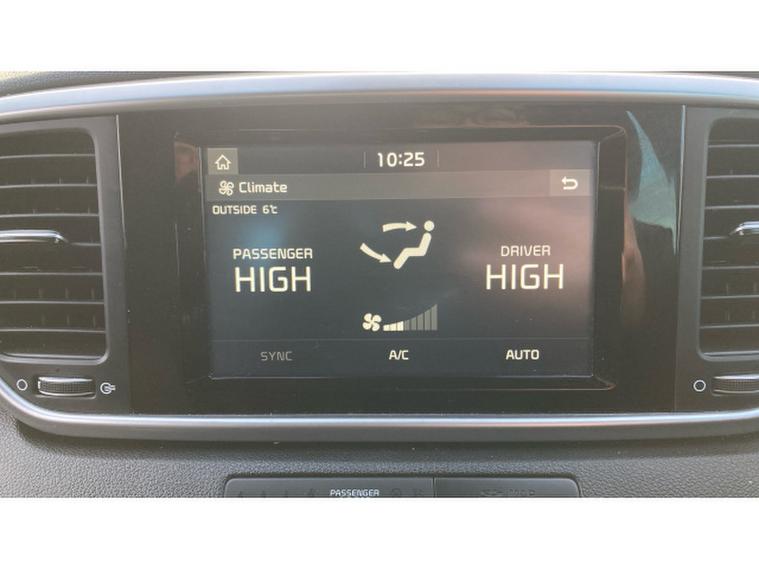 10:25
Climate
OUTSIDE 6℃
PASSENGER DRIVER
HIGH HIGH
SYNC A/C AUTO
PASSENGER